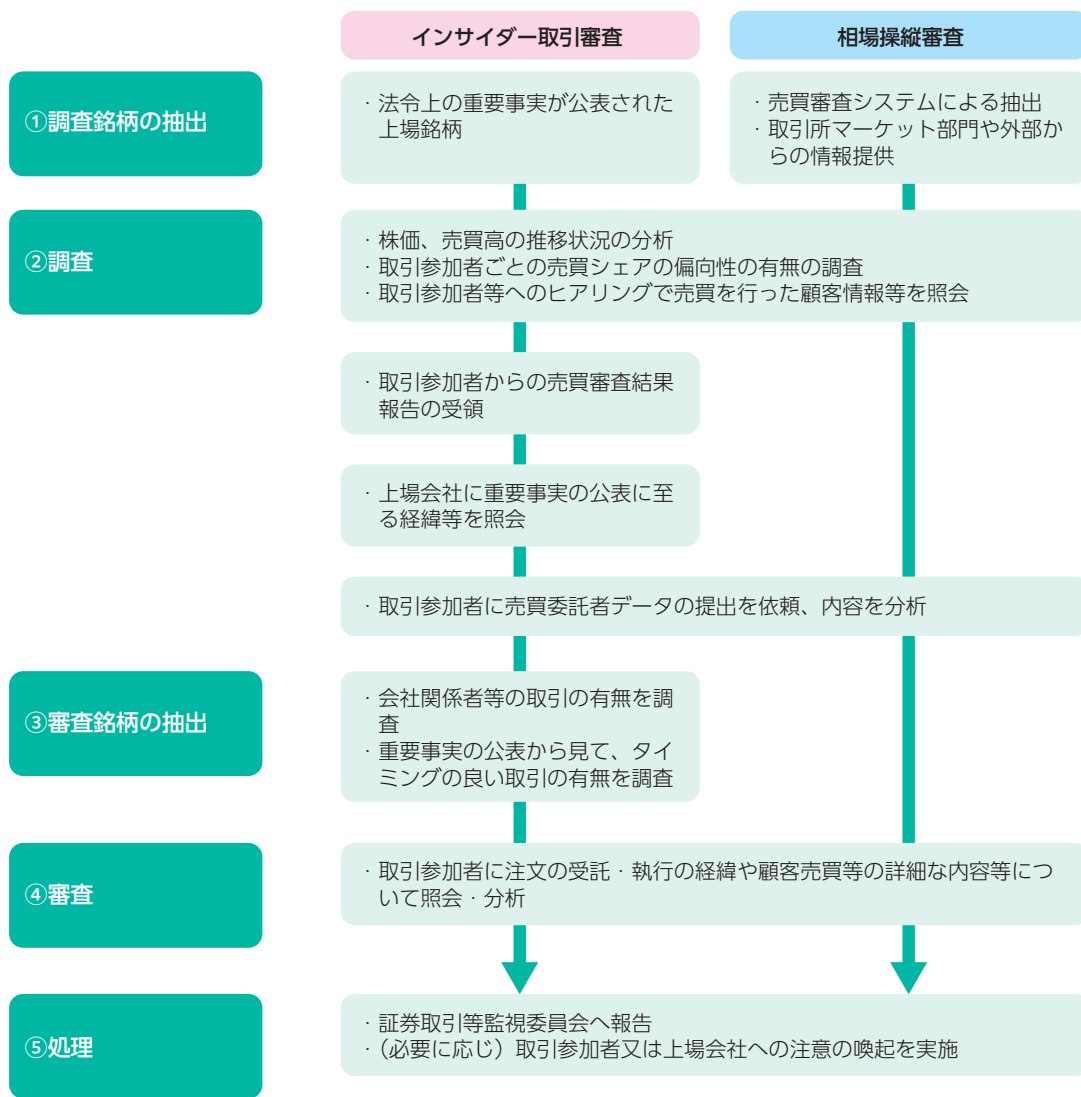 インサイダー取引審査
相場操縦審査
①調査銘柄の抽出
・法令上の重要事実が公表された
上場銘柄
・売買審査システムによる抽出
・取引所マーケット部門や外部か
らの情報提供
②調査
・株価、売買高の推移状況の分析
・取引参加者ごとの売買シェアの偏向性の有無の調査
・取引参加者等へのヒアリングで売買を行った顧客情報等を照会
・取引参加者からの売買審査結果
報告の受領
・上場会社に重要事実の公表に至
る経緯等を照会
・取引参加者に売買委託者データの提出を依頼、内容を分析
③審査銘柄の抽出
・会社関係者等の取引の有無を調
査
・重要事実の公表から見て、タイ
ミングの良い取引の有無を調査
④審査
・取引参加者に注文の受託・執行の経緯や顧客売買等の詳細な内容等につ
いて照会・分析
⑤処理
・証券取引等監視委員会へ報告
・（必要に応じ）取引参加者又は上場会社への注意の喚起を実施